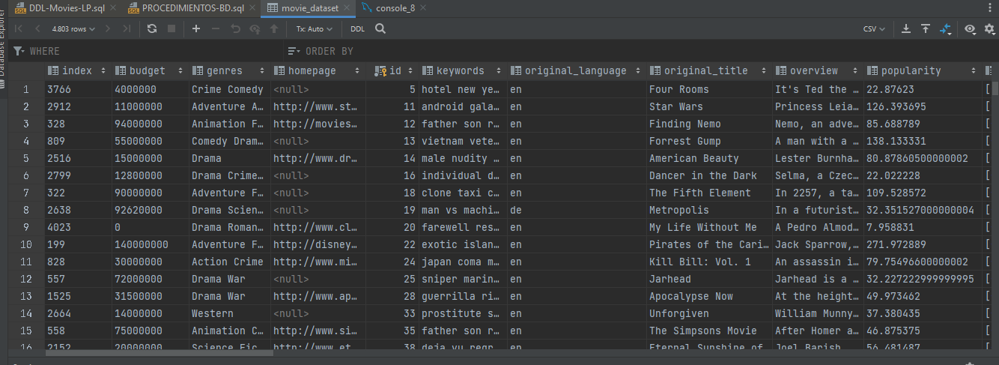 DDL-Movies-LP.sql PROCEDIMIENTOS-BD.sql movie_dataset console_8
4.803 rows Tx: Auto DDL CSV
WHERE ORDER BY
Database Explorer
index budget genres homepage id keywords original_language original_title overview popularity
1 3766 4000000 Crime Comedy <null> 5 hotel new ye… en Four Rooms It's Ted the … 22.87623 [
2 2912 11000000 Adventure A… http://www.st… 11 android gala… en Star Wars Princess Leia… 126.393695 [
3 328 94000000 Animation F… http://movies… 12 father son r… en Finding Nemo Nemo, an adve… 85.688789 [
4 809 55000000 Comedy Dram… <null> 13 vietnam vete… en Forrest Gump A man with a … 138.133331 [
5 2516 15000000 Drama http://www.dr… 14 male nudity … en American Beauty Lester Burnha… 80.87860500000002 [
6 2799 12800000 Drama Crime… <null> 16 individual d… en Dancer in the Dark Selma, a Czec… 22.022228 [
7 322 90000000 Adventure F… <null> 18 clone taxi c… en The Fifth Element In 2257, a ta… 109.528572 [
8 2638 92620000 Drama Scien… <null> 19 man vs machi… de Metropolis In a futurist… 32.351527000000004 [
9 4023 0 Drama Roman… http://www.cl… 20 farewell res… en My Life Without Me A Pedro Almod… 7.958831 [
10 199 140000000 Adventure F… http://disney… 22 exotic islan… en Pirates of the Cari… Jack Sparrow,… 271.972889 [
11 828 30000000 Action Crime http://www.mi… 24 japan coma m… en Kill Bill: Vol. 1 An assassin i… 79.75496600000002 [
12 557 72000000 Drama War <null> 25 sniper marin… en Jarhead Jarhead is a … 32.227222999999995 [
13 1525 31500000 Drama War http://www.ap… 28 guerrilla ri… en Apocalypse Now At the height… 49.973462 [
14 2664 14000000 Western <null> 33 prostitute s… en Unforgiven William Munny… 37.380435 [
15 558 75000000 Animation C… http://www.si… 35 father son r… en The Simpsons Movie After Homer a… 46.875375 [
16 2152 20000000 Science Fic… http://www.et… 38 deja vu regr… en Eternal Sunshine of… Joel Barish… 56.481487 [